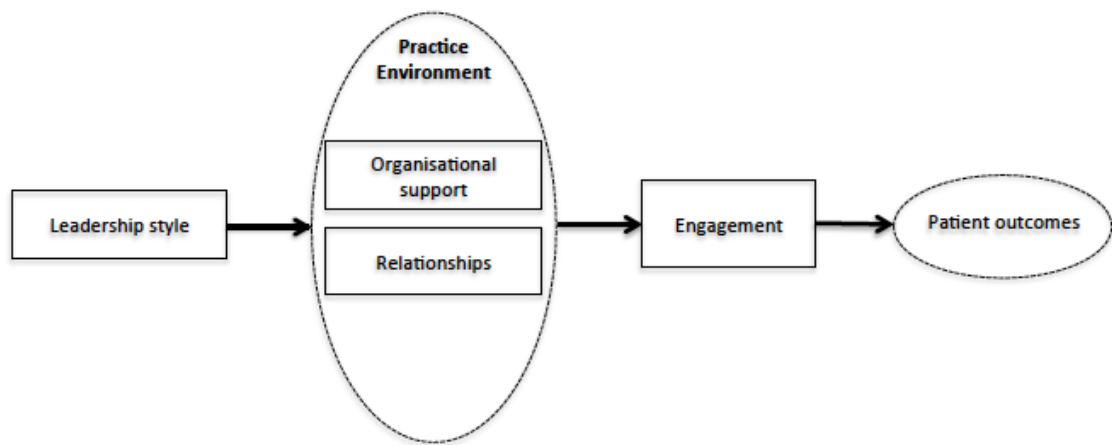 Practice
Environment
Organisational
support
Leadership style
Relationships
Engagement
Patient outcomes